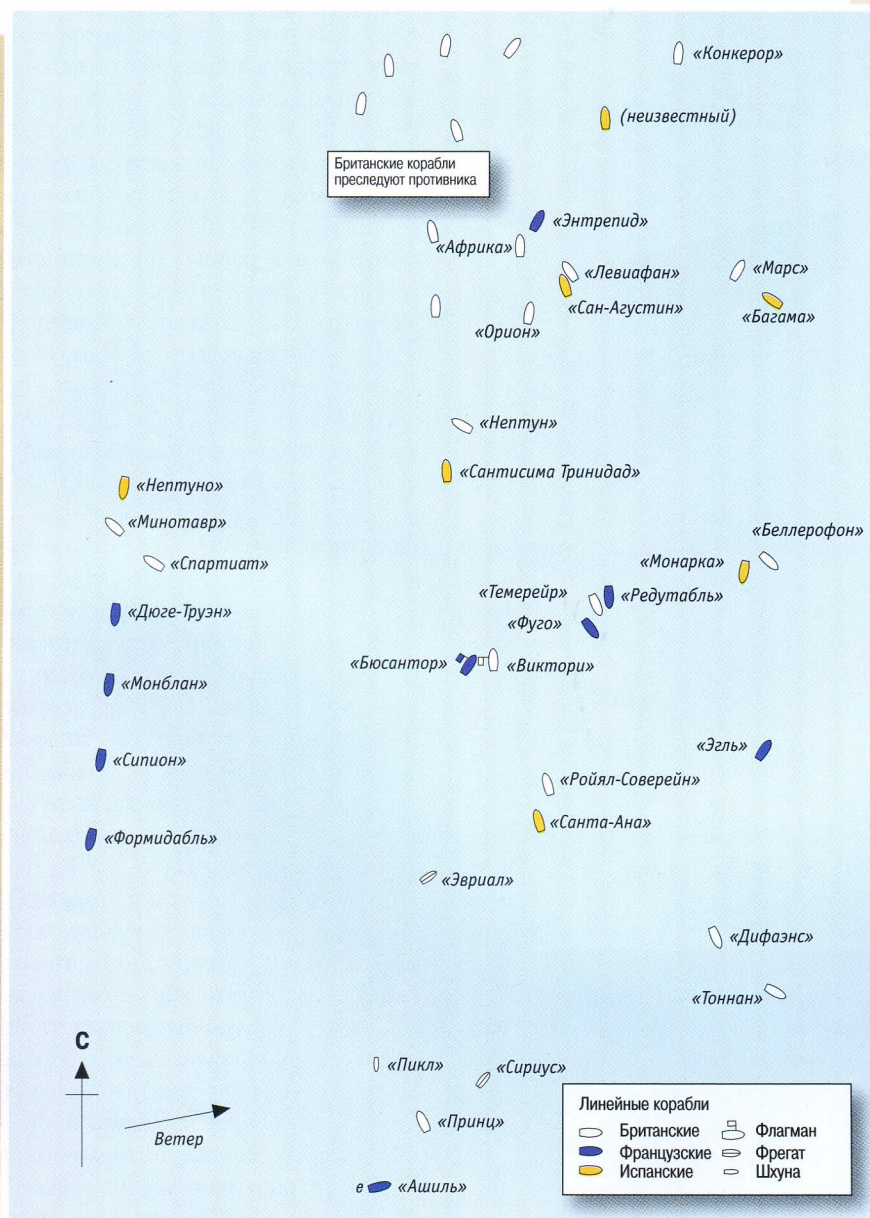 «Конкерор»
(неизвестный)
Британские корабли
преследуют противника
«Энтрепид»
«Африка»
«Левиафан»
«Марс»
«Сан-Агустин»
«Багама»
«Орион»
«Нептун»
«Сантисима Тринидад»
«Нептуно»
«Минотавр»
«Беллерофон»
«Спартиат»
«Монарка»
«Темерейр»
«Редутабль»
«Дюге-Труэн»
«Фуго»
«Бюсантор»
«Виктори»
«Монблан»
«Эгль»
«Сипион»
«Ройял-Соверейн»
«Санта-Ана»
«Формидабль»
«Эвриал»
«Дифаэнс»
«Тоннан»
С
«Пикл»
«Сириус»
Ветер
«Принц»
е «Ашиль»
Линейные корабли
Британские Флагман
Французские Фрегат
Испанские Шхуна